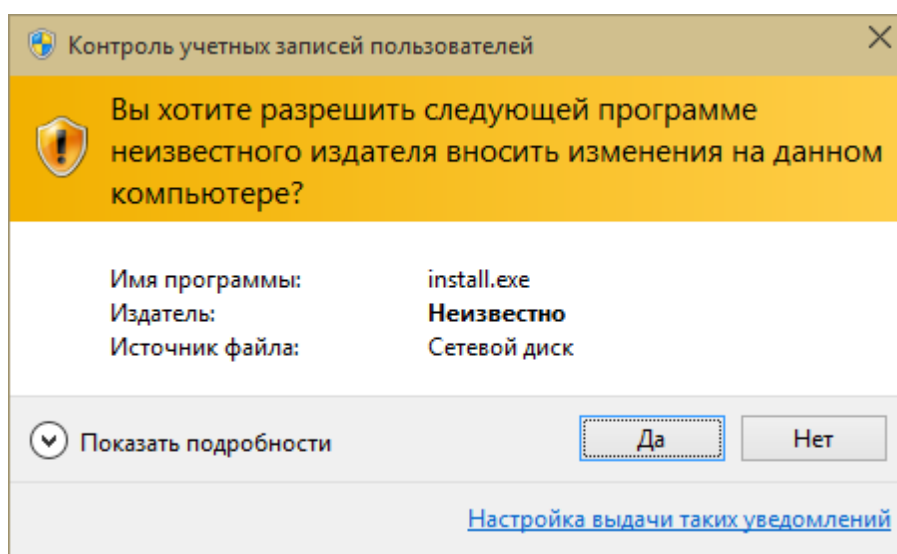 Контроль учетных записей пользователей
Вы хотите разрешить следующей программе
неизвестного издателя вносить изменения на данном
компьютере?
Имя программы: install.exe
Издатель: Неизвестно
Источник файла: Сетевой диск
Показать подробности Да Нет
Настройка выдачи таких уведомлений